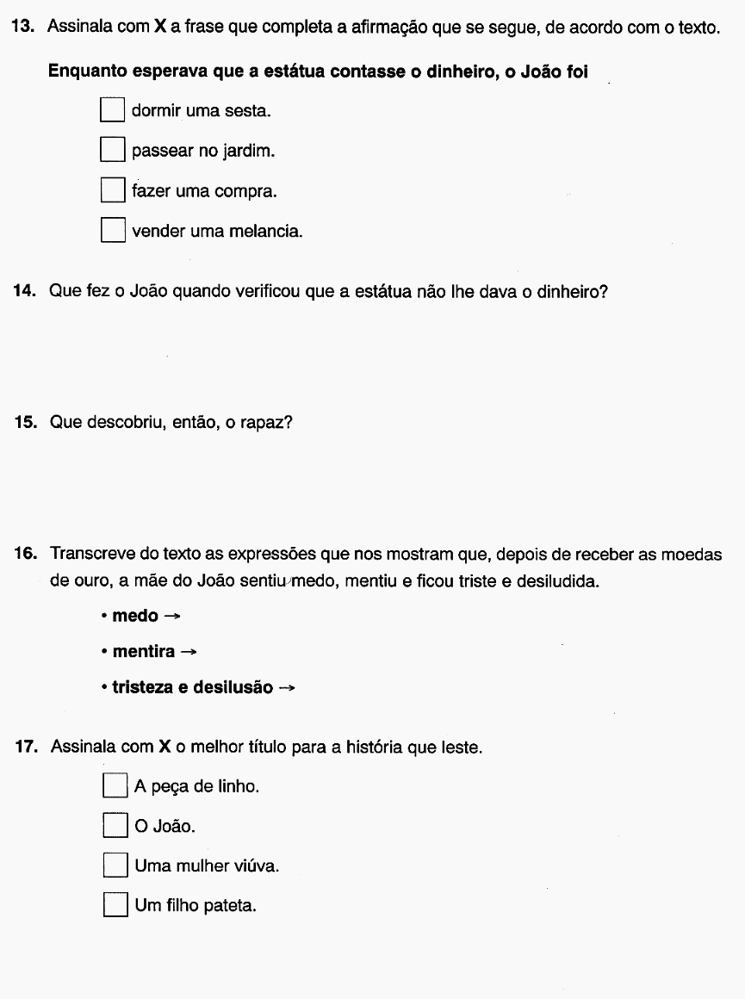 13. Assinala com X a frase que completa a afirmação que se segue, de acordo com o texto.
Enquanto esperava que a estátua contasse o dinheiro, o João foi
dormir uma sesta.
passear no jardim.
fazer uma compra.
vender uma melancia.
14. Que fez o João quando verificou que a estátua não lhe dava o dinheiro?
15. Que descobriu, então, o rapaz?
16. Transcreve do texto as expressões que nos mostram que, depois de receber as moedas
de ouro, a mãe do João sentiu medo, mentiu e ficou triste e desiludida.
• medo →
• mentira →
• tristeza e desilusão →
17. Assinala com X o melhor título para a história que leste.
A peça de linho.
O João.
Uma mulher viúva.
Um filho pateta.